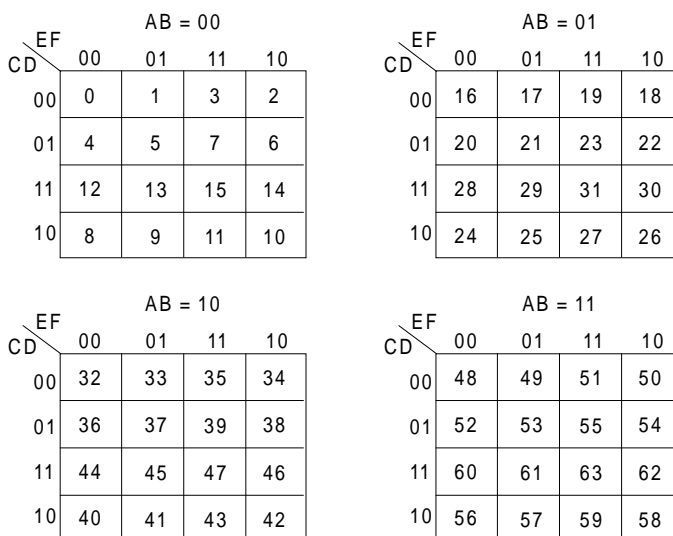 AB = 00
EF
CD 00 01 11 10
00 0 1 3 2
01 4 5 7 6
11 12 13 15 14
10 8 9 11 10
AB = 01
EF
CD 00 01 11 10
00 16 17 19 18
01 20 21 23 22
11 28 29 31 30
10 24 25 27 26
AB = 10
EF
CD 00 01 11 10
00 32 33 35 34
01 36 37 39 38
11 44 45 47 46
10 40 41 43 42
AB = 11
EF
CD 00 01 11 10
00 48 49 51 50
01 52 53 55 54
11 60 61 63 62
10 56 57 59 58